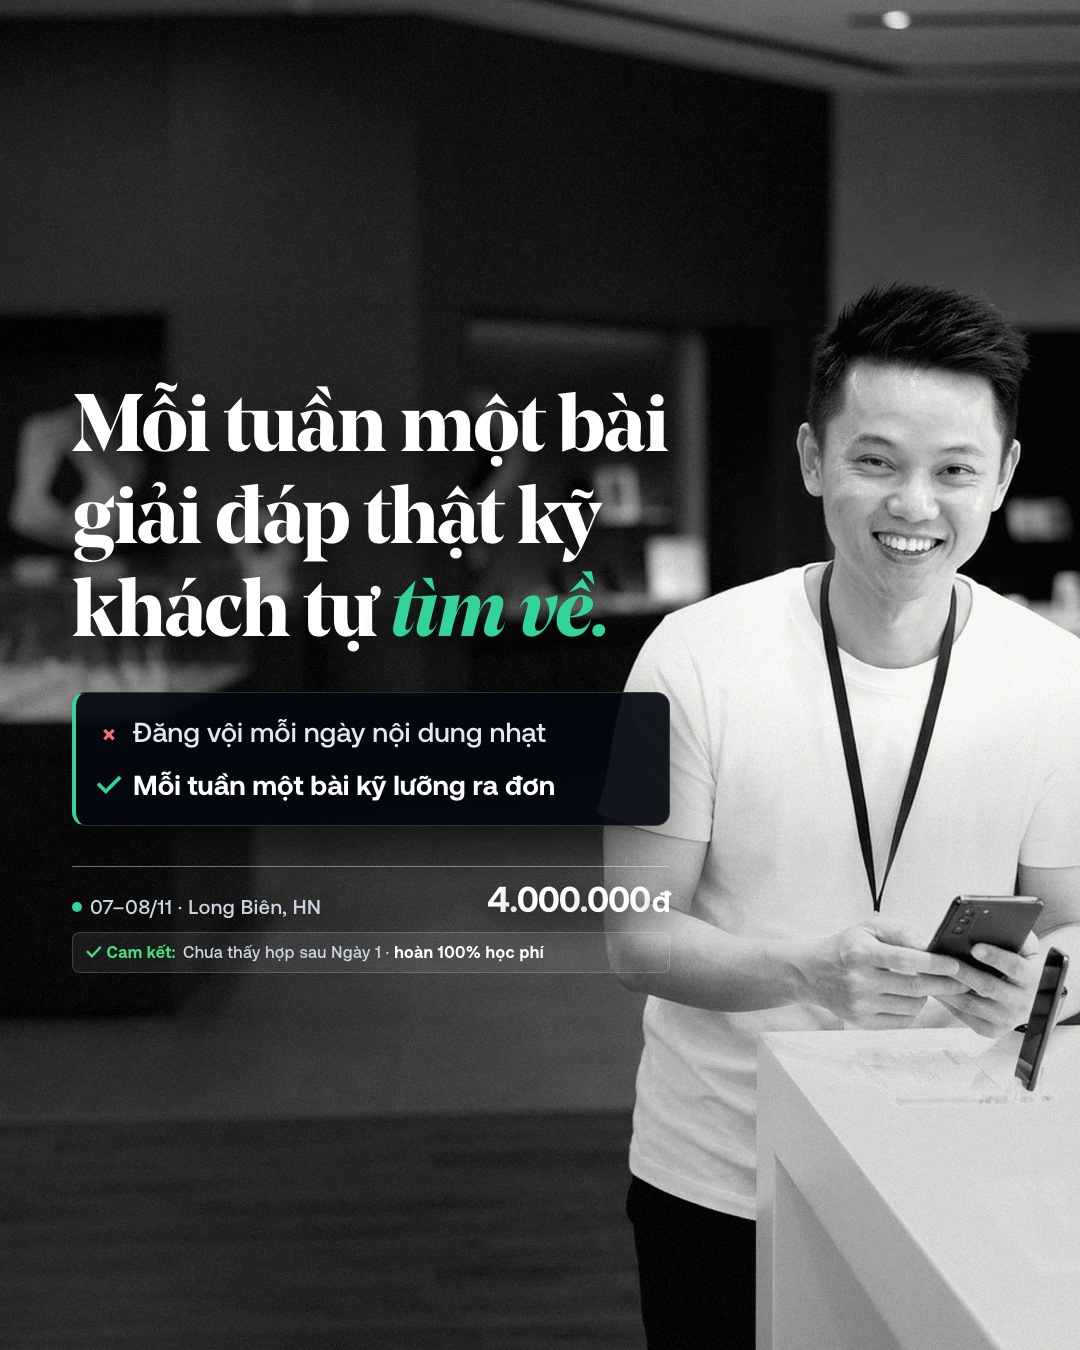 Mỗi tuần một bài
giải đáp thật kỹ
khách tự tìm về.
× Đăng vội mỗi ngày nội dung nhạt
✓ Mỗi tuần một bài kỹ lưỡng ra đơn
07–08/11 · Long Biên, HN
4.000.000đ
✓ Cam kết: Chưa thấy hợp sau Ngày 1 · hoàn 100% học phí